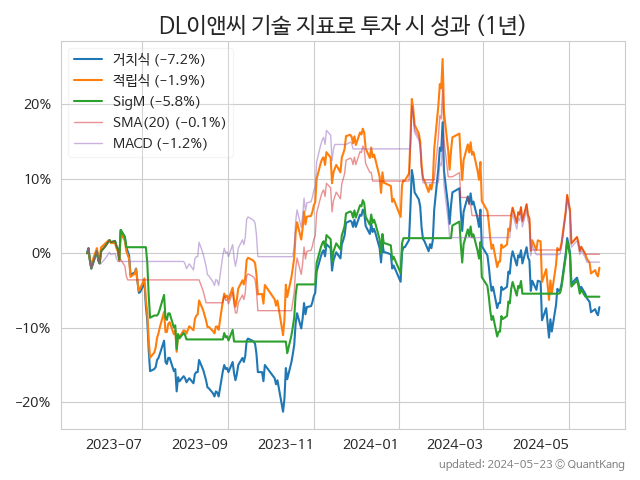 DL이앤씨 기술 지표로 투자 시 성과 (1년)
거치식 (−7.2%)
적립식 (−1.9%)
SigM (−5.8%)
SMA(20) (−0.1%)
MACD (−1.2%)
20%
10%
0%
−10%
−20%
2023−07 2023−09 2023−11 2024−01 2024−03 2024−05
updated: 2024-05-23 © QuantKang